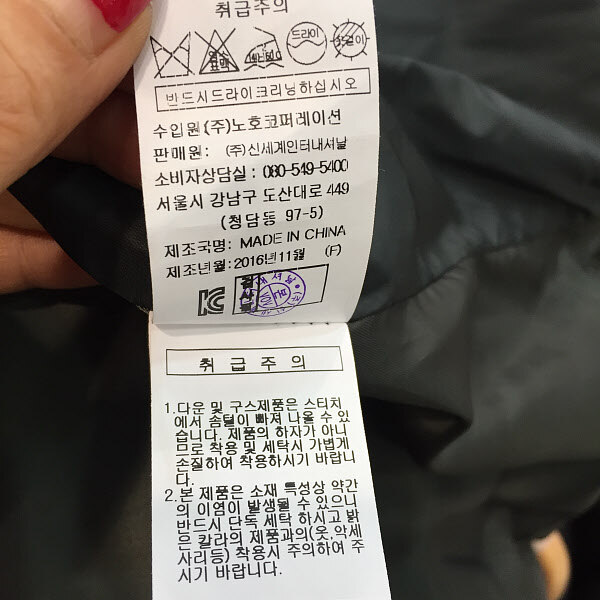 취급주의
드라이
반드시드라이크리닝하십시오
수입원 (주)노호코퍼레이션
판매원: (주)신세계인터내셔날
소비자상담실 : 080-549-5400
서울시 강남구 도산대로 449
(청담동 97-5)
제조국명: MADE IN CHINA
제조년월: 2016년11월 (F)
취급주의
1.다운 및 구스제품은 스티치
에서 솜털이 빠져 나올 수 있
습니다. 제품의 하자가 아니
므로 착용 및 세탁시 가볍게
손질하여 착용하시기 바랍니
다.
2.본 제품은 소재 특성상 약간
의 이염이 발생될 수 있으니
반드시 단독 세탁 하시고 밝
은 칼라의 제품과의(옷,악세
사리등) 착용시 주의하여 주
시기 바랍니다.